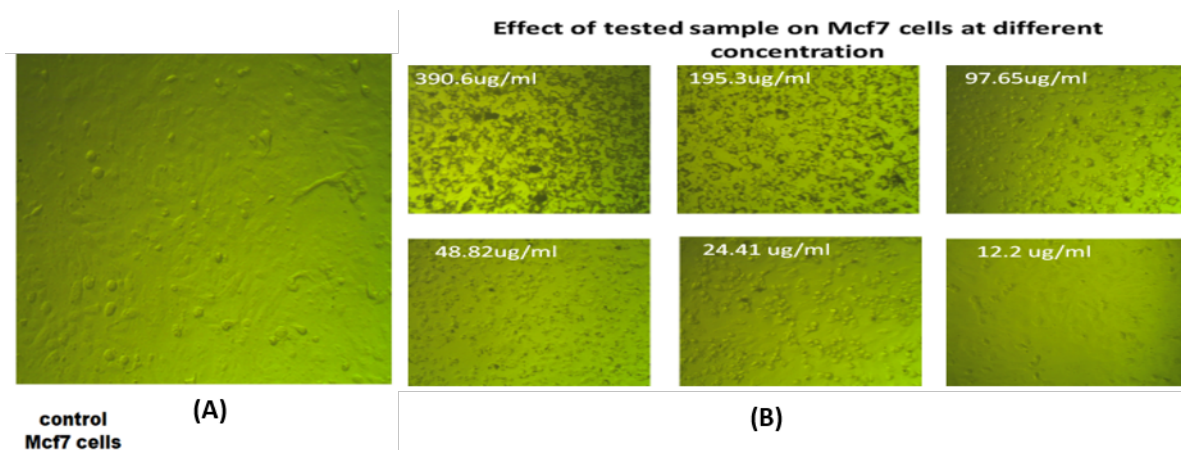 Effect of tested sample on Mcf7 cells at different
concentration
390.6ug/ml
195.3ug/ml
97.65ug/ml
48.82ug/ml
24.41 ug/ml
12.2 ug/ml
control
Mcf7 cells
(A)
(B)